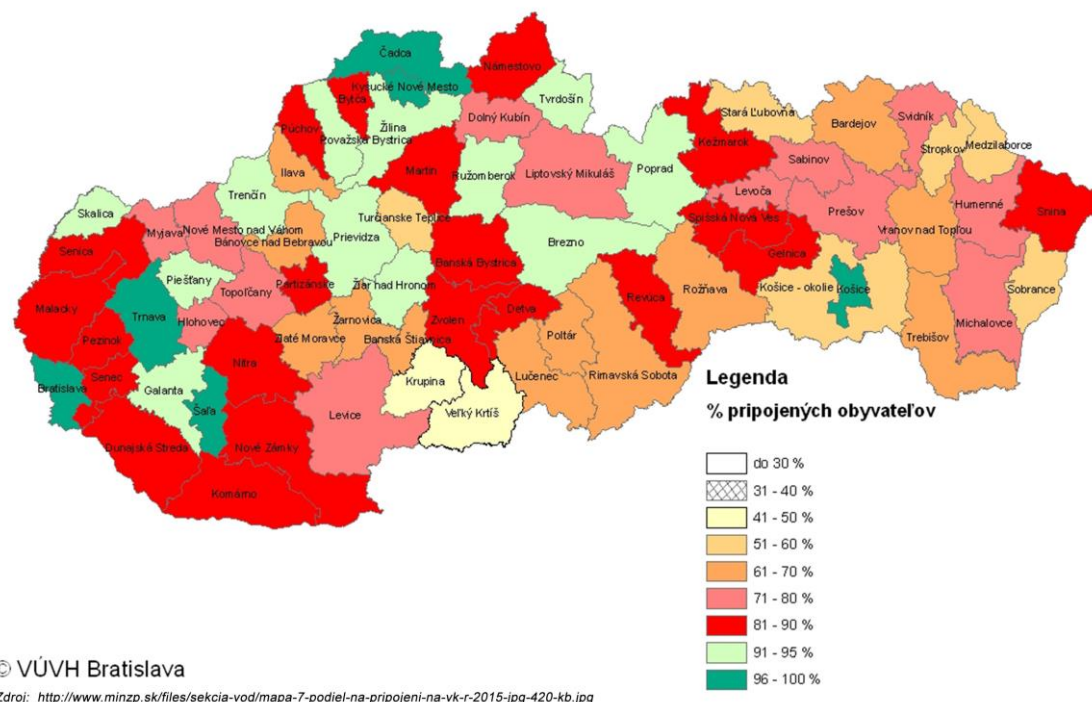 Čadca
Námestovo
Kysucké Nové Mesto
Bytča
Tvrdošín
Stará Ľubovňa
Bardejov
Svidník
Dolný Kubín
Púchov
Žilina
Považská Bystrica
Kežmarok
Stropkov
Medzilaborce
Sabinov
Ilava
Martin
Ružomberok
Liptovský Mikuláš
Poprad
Levoča
Trenčín
Humenné
Prešov
Snina
Skalica
Turčianske Teplice
Spišská Nová Ves
Myjava
Nové Mesto nad Váhom
Vranov nad Topľou
Bánovce nad Bebravou
Prievidza
Brezno
Senica
Gelnica
Banská Bystrica
Piešťany
Partizánske
Žiar nad Hronom
Revúca
Rožňava
Košice - okolie
Košice
Sobrance
Topoľčany
Malacky
Trnava
Detva
Hlohovec
Žarnovica
Zvolen
Michalovce
Zlaté Moravce
Banská Štiavnica
Poltár
Trebišov
Pezinok
Nitra
Senec
Bratislava
Galanta
Krupina
Lučenec
Rimavská Sobota
Šaľa
Levice
Veľký Krtíš
Dunajská Streda
Nové Zámky
Komárno
Legenda
% pripojených obyvateľov
do 30 %
31 - 40 %
41 - 50 %
51 - 60 %
61 - 70 %
71 - 80 %
81 - 90 %
91 - 95 %
96 - 100 %
© VÚVH Bratislava
Zdroj: http://www.minzp.sk/files/sekcia-vod/mapa-7-podiel-na-pripojeni-na-vk-r-2015-jpg-420-kb.jpg